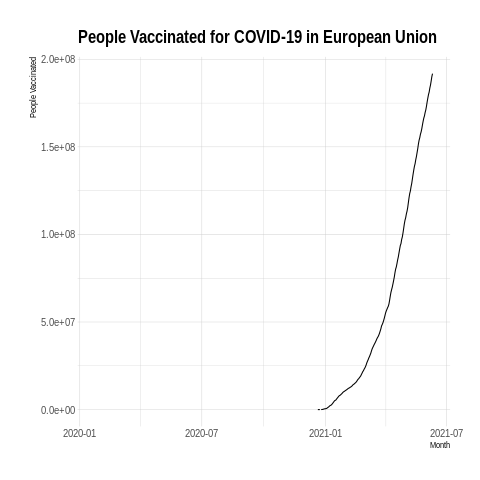 People Vaccinated for COVID-19 in European Union
People Vaccinated
2.0e+08
1.5e+08
1.0e+08
5.0e+07
0.0e+00
2020-01 2020-07 2021-01 2021-07
Month